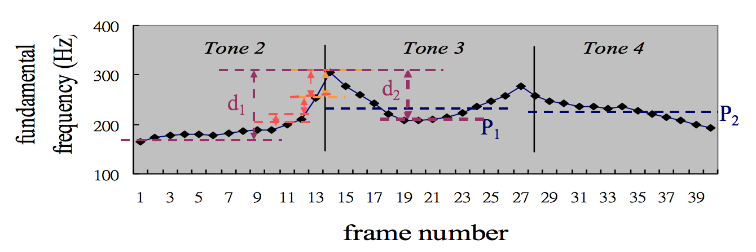 400
Tone 2 Tone 3 Tone 4
300
d1 d2
200
P1 P2
100
1 3 5 7 9 11 13 15 17 19 21 23 25 27 29 31 33 35 37 39
frame number
fundamental
frequency (Hz)